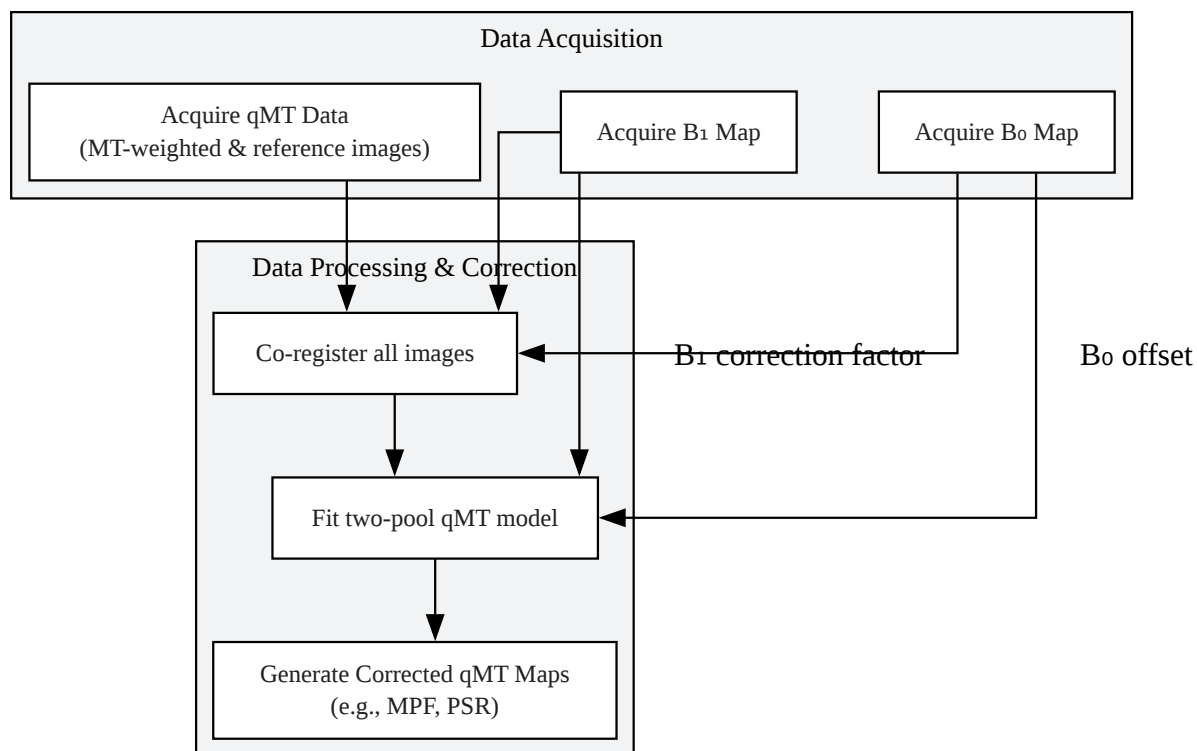 Data Acquisition
Acquire qMT Data
(MT-weighted & reference images)
Acquire B₁ Map
Acquire B₀ Map
Data Processing & Correction
Co-register all images
B₁ correction factor
B₀ offset
Fit two-pool qMT model
Generate Corrected qMT Maps
(e.g., MPF, PSR)